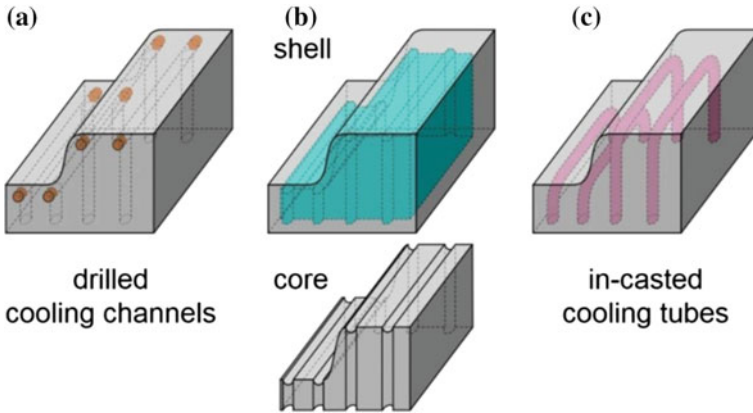 (a)
drilled
cooling channels
(b)
shell
core
(c)
in-casted
cooling tubes